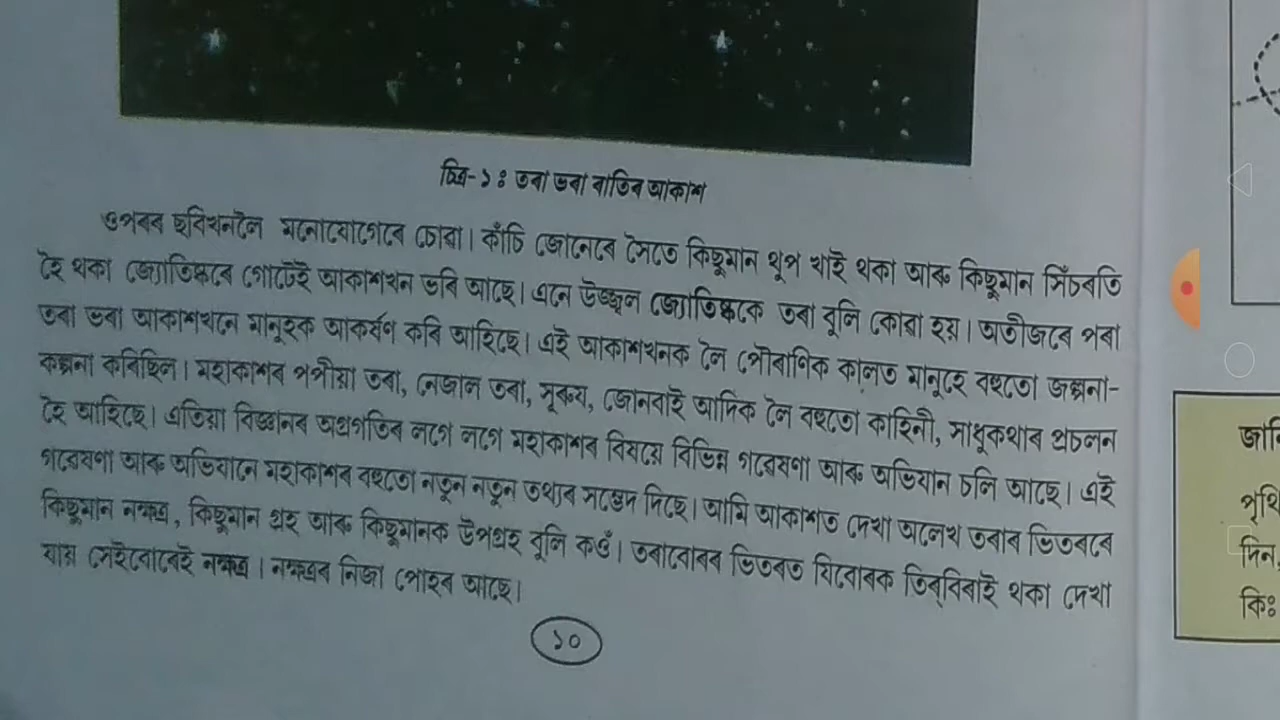 চিত্ৰ-১ঃ তৰা ভৰা ৰাতিৰ আকাশ
ওপৰৰ ছবিখনলৈ মনোযোগেৰে চোৱা। কাঁচি জোনেৰে সৈতে কিছুমান থূপ খাই থকা আৰু কিছুমান সিঁচৰতি
হৈ থকা জ্যোতিষ্কৰে গোটেই আকাশখন ভৰি আছে। এনে উজ্জ্বল জ্যোতিষ্ককে তৰা বুলি কোৱা হয়। অতীজৰে পৰা
তৰা ভৰা আকাশখনে মানুহক আকৰ্ষণ কৰি আহিছে। এই আকাশখনক লৈ পৌৰাণিক কালত মানুহে বহুতো জল্পনা-
কল্পনা কৰিছিল। মহাকাশৰ ধ্ৰুৱতৰা, নেজাল তৰা, সূৰুয, জোনবাই আদিক লৈ বহুতো কাহিনী, সাধুকথাৰ প্ৰচলন
হৈ আহিছে। এতিয়া বিজ্ঞানৰ অগ্ৰগতিৰ লগে লগে মহাকাশৰ বিষয়ে বিভিন্ন গৱেষণা আৰু অভিযান চলি আছে। এই
গৱেষণা আৰু অভিযানে মহাকাশৰ বহুতো নতুন নতুন তথ্যৰ সম্ভেদ দিছে। আমি আকাশত দেখা অলেখ তৰাৰ ভিতৰৰে
কিছুমান নক্ষত্ৰ, কিছুমান গ্ৰহ আৰু কিছুমানক উপগ্ৰহ বুলি কওঁ। তৰাবোৰৰ ভিতৰত যিবোৰক তিৰ্‌বিৰাই থকা দেখা
যায় সেইবোৰেই নক্ষত্ৰ। নক্ষত্ৰৰ নিজা পোহৰ আছে।
১০
জানি
পৃথি
দিন,
কিঃ